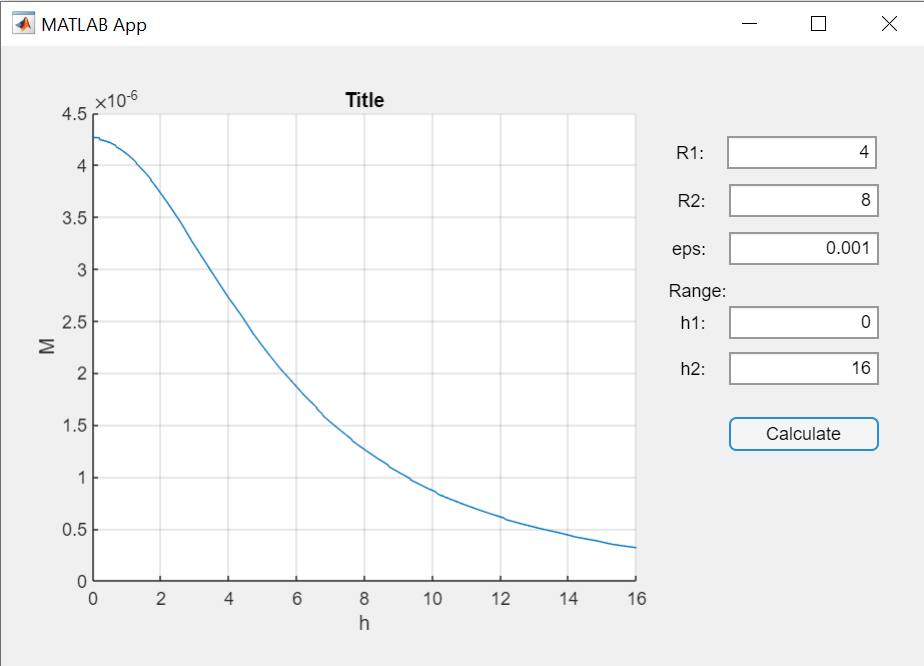 MATLAB App
Title
×10-6
4.5
4
3.5
3
2.5
2
1.5
1
0.5
0
M
0 2 4 6 8 10 12 14 16
h
R1: 4
R2: 8
eps: 0.001
Range:
h1: 0
h2: 16
Calculate